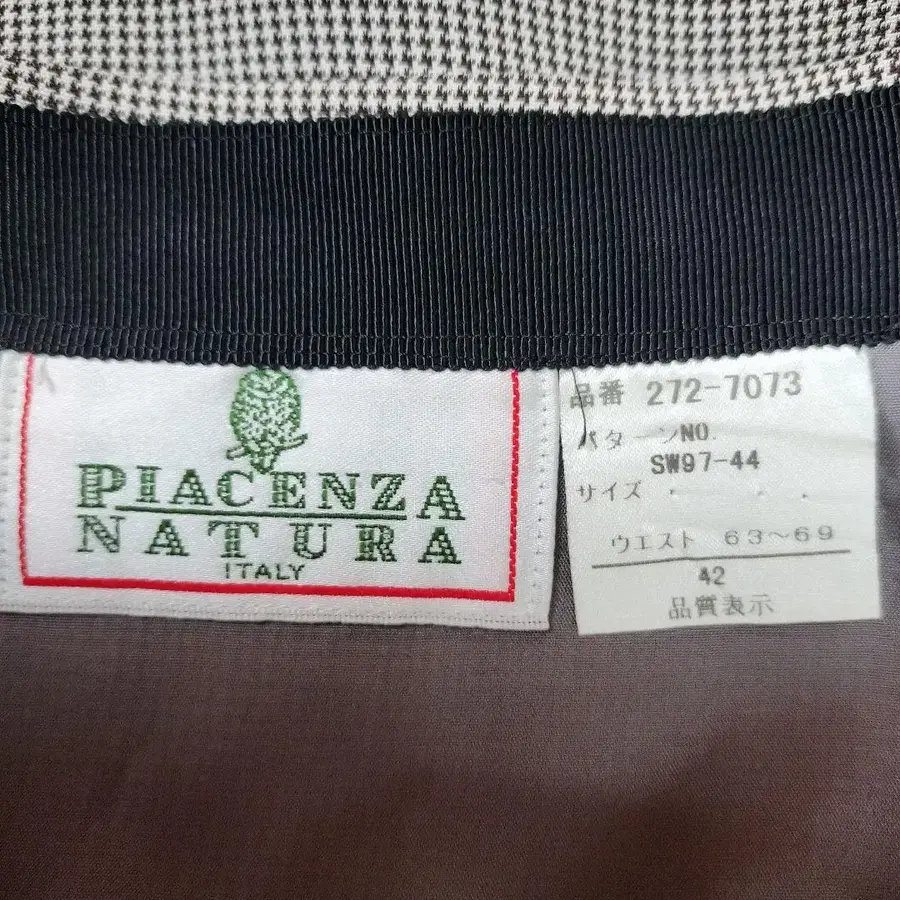 PIACENZA
NATURA
ITALY
品番 272-7073
パターンNO.
SW97-44
サイズ . . .
ウエスト 63〜69
42
品質表示